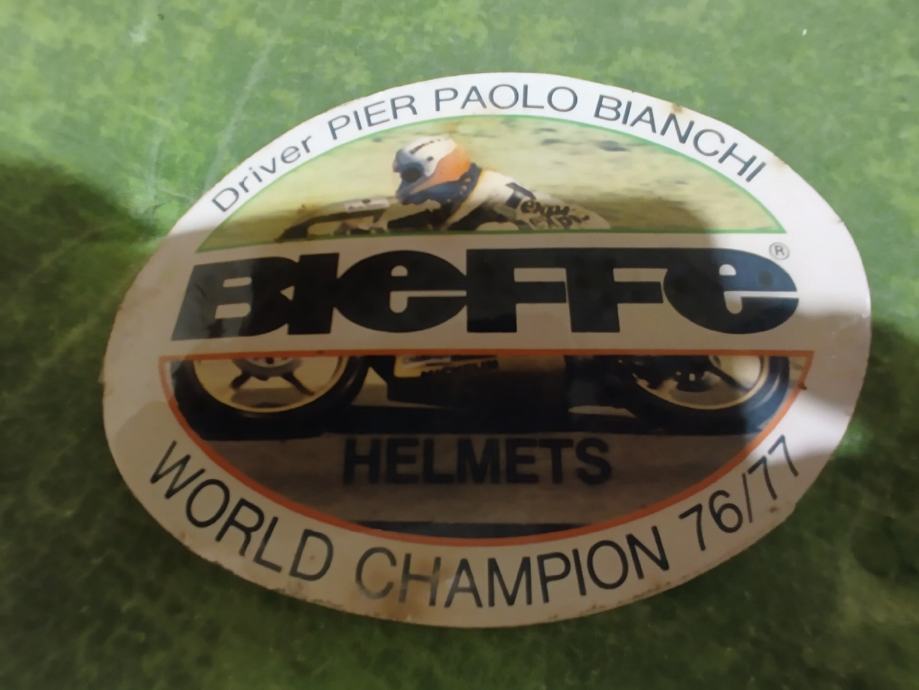 Driver PIER PAOLO BIANCHI
BIeFFe®
HELMETS
WORLD CHAMPION 76/77